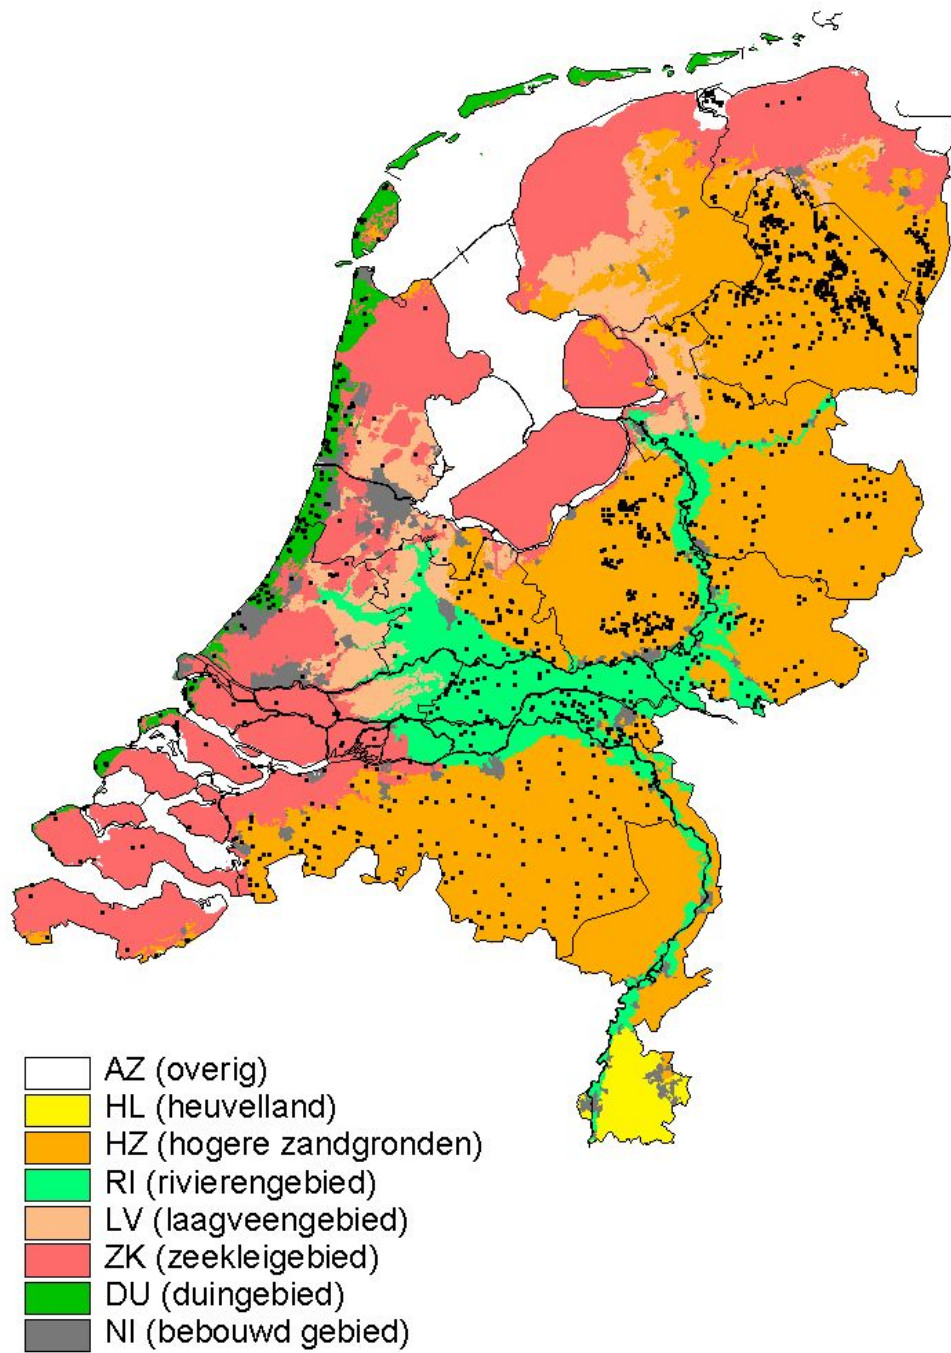 AZ (overig)
HL (heuvelland)
HZ (hogere zandgronden)
RI (rivierengebied)
LV (laagveengebied)
ZK (zeekleigebied)
DU (duingebied)
NI (bebouwd gebied)